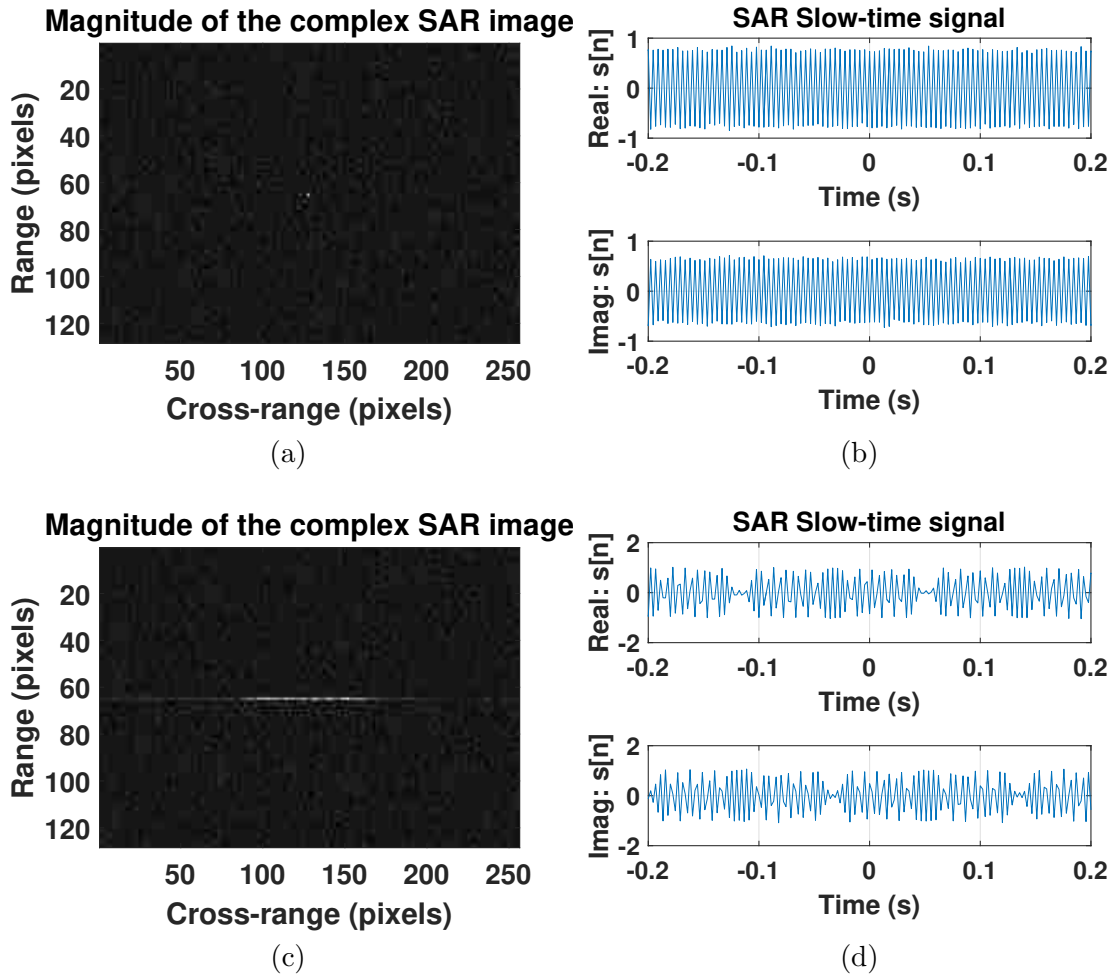 Magnitude of the complex SAR image
20
40
60
80
100
120
Range (pixels)
50
100
150
200
250
Cross-range (pixels)
(a)
SAR Slow-time signal
1
0
-1
Real: s[n]
-0.2
-0.1
0
0.1
0.2
Time (s)
1
0
-1
Imag: s[n]
-0.2
-0.1
0
0.1
0.2
Time (s)
(b)
Magnitude of the complex SAR image
20
40
60
80
100
120
Range (pixels)
50
100
150
200
250
Cross-range (pixels)
(c)
SAR Slow-time signal
2
0
-2
Real: s[n]
-0.2
-0.1
0
0.1
0.2
Time (s)
2
0
-2
Imag: s[n]
-0.2
-0.1
0
0.1
0.2
Time (s)
(d)